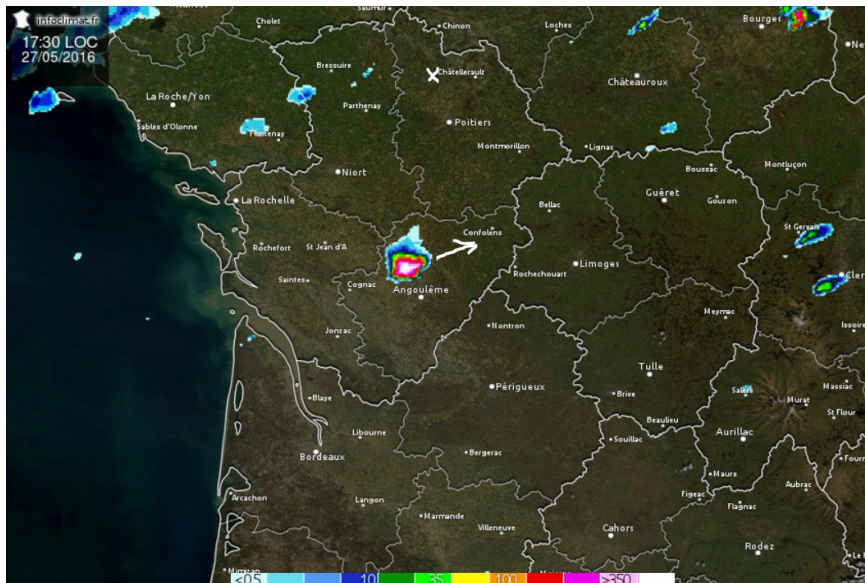 infoclimat.fr
17:30 LOC
27/05/2016
Cholet
Saumur
Chinon
Loches
Bourges
Bressuire
Châtellerault
Châteauroux
La Roche/Yon
Parthenay
Sables d'Olonne
Fontenay
Poitiers
Montmorillon
Lignac
Niort
Boussac
Montluçon
La Rochelle
Guéret
Gouzon
Bellac
Confolens
St Gervais
Rochefort
St Jean d'A
Limoges
Rochechouart
Saintes
Cognac
Angoulême
Meymac
Issoire
Jonzac
Nontron
Tulle
Blaye
Périgueux
Brive
Salers
Massiac
Murat
St Flour
Beaulieu
Libourne
Souillac
Aurillac
Bordeaux
Bergerac
Maurs
Arcachon
Langon
Figeac
Flagnac
Aubrac
Marmande
Villeneuve
Cahors
Rodez
Mimizan
<0.5 10 35 100 >350